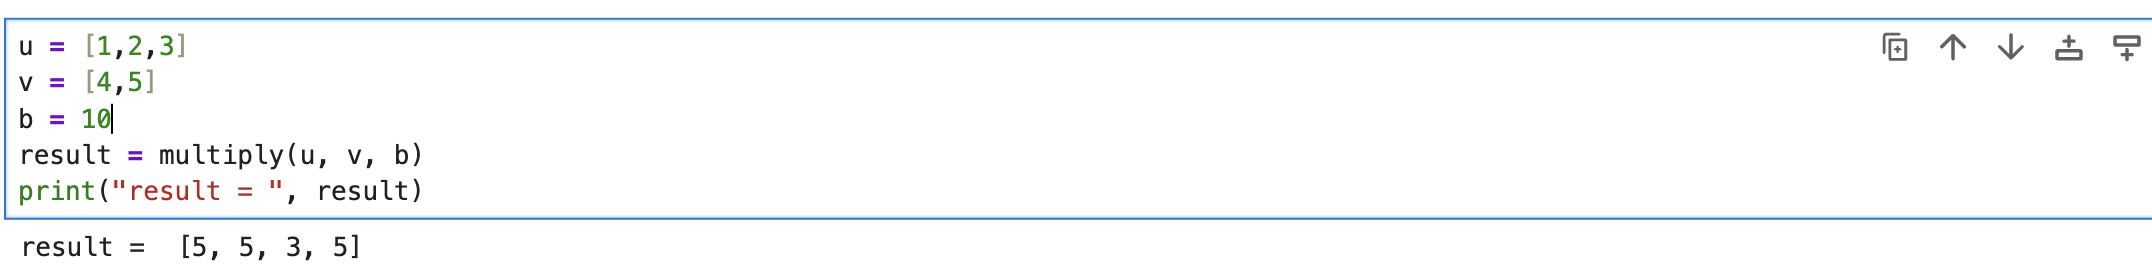 u = [1,2,3]
v = [4,5]
b = 10
result = multiply(u, v, b)
print("result = ", result)
result =  [5, 5, 3, 5]